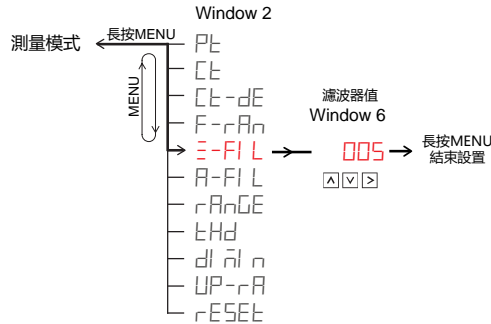 Window 2
測量模式
長按MENU
MENU
Pt
Ct
Ct-dE
F-rAn
Ξ-FIL
濾波器值
Window 6
005
長按MENU
結束設置
A-FIL
rAnGE
tHd
dI n̄I n
UP-rA
rESEt